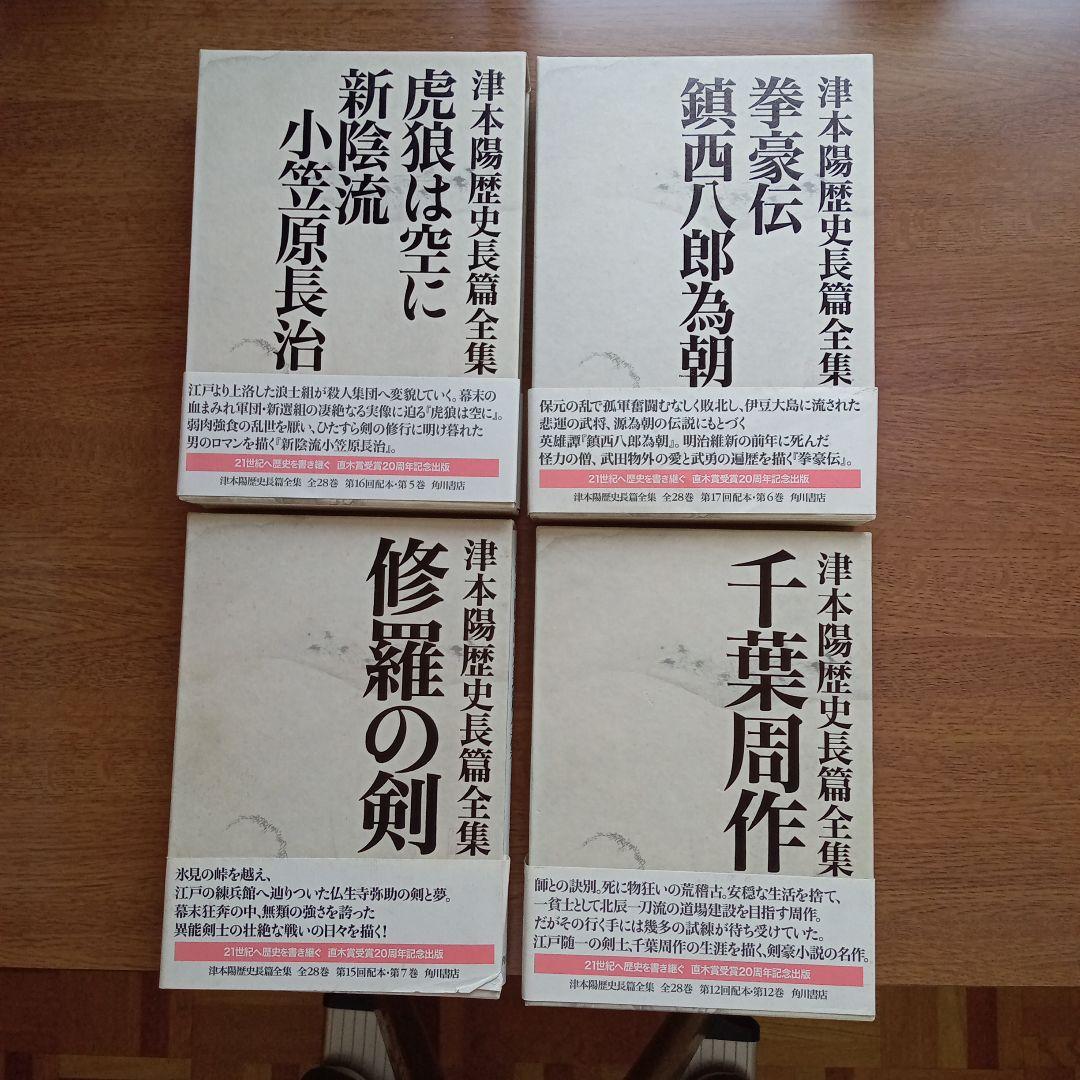 津本陽歴史長篇全集
虎狼は空に
新陰流
小笠原長治
江戸より上洛した浪士組が殺人集団へ変貌していく。幕末の
血まみれ軍団・新選組の凄絶なる実像に迫る『虎狼は空に』。
弱肉強食の乱世を厭い、ひたすら剣の修行に明け暮れた
男のロマンを描く『新陰流小笠原長治』。
21世紀へ歴史を書き継ぐ 直木賞受賞20周年記念出版
津本陽歴史長篇全集 全28巻 第16回配本・第5巻 角川書店
津本陽歴史長篇全集
拳豪伝
鎮西八郎為朝
保元の乱で孤軍奮闘むなしく敗北し、伊豆大島に流された
悲運の武将、源為朝の伝説にもとづく
英雄譚『鎮西八郎為朝』。明治維新の前年に死んだ
怪力の僧、武田物外の愛と武勇の遍歴を描く『拳豪伝』。
21世紀へ歴史を書き継ぐ 直木賞受賞20周年記念出版
津本陽歴史長篇全集 全28巻 第17回配本・第6巻 角川書店
津本陽歴史長篇全集
修羅の剣
氷見の峠を越え、
江戸の練兵館へ辿りついた仏生寺弥助の剣と夢。
幕末狂奔の中、無類の強さを誇った
異能剣士の壮絶な戦いの日々を描く!
21世紀へ歴史を書き継ぐ 直木賞受賞20周年記念出版
津本陽歴史長篇全集 全28巻 第15回配本・第7巻 角川書店
津本陽歴史長篇全集
千葉周作
師との訣別。死に物狂いの荒稽古。安穏な生活を捨て、
一貧士として北辰一刀流の道場建設を目指す周作。
だがその行く手には幾多の試練が待ち受けていた。
江戸随一の剣士、千葉周作の生涯を描く、剣豪小説の名作。
21世紀へ歴史を書き継ぐ 直木賞受賞20周年記念出版
津本陽歴史長篇全集 全28巻 第12回配本・第12巻 角川書店